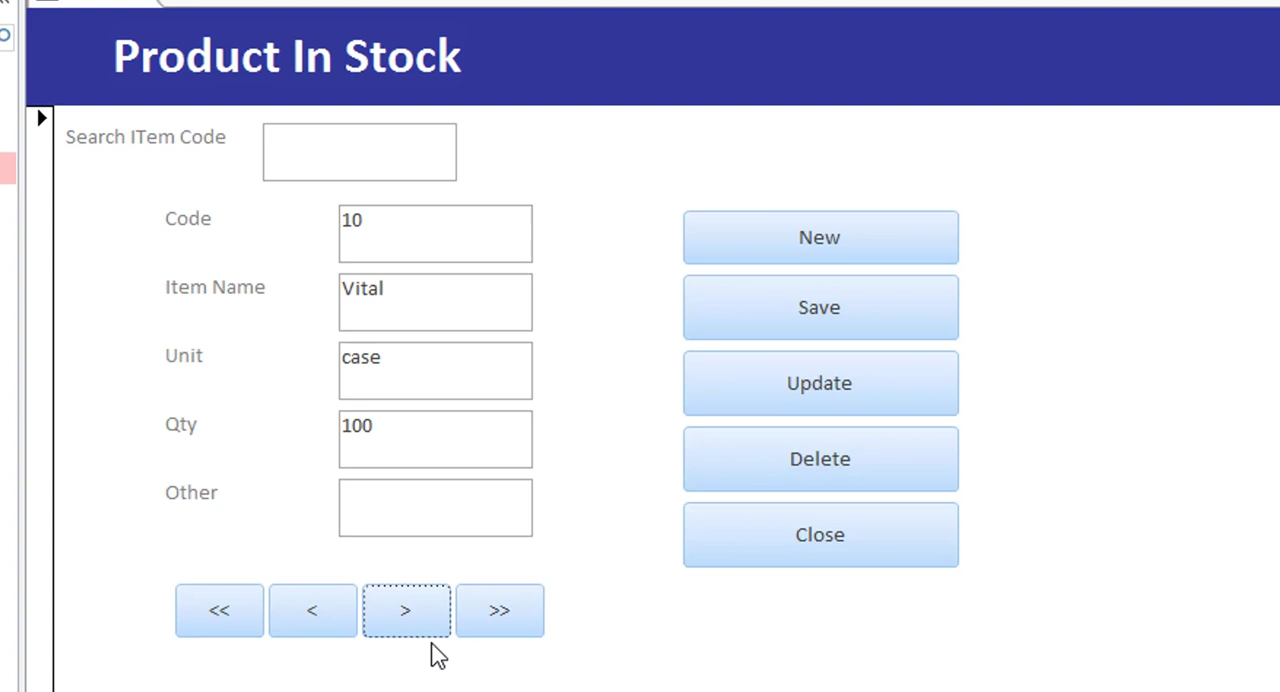 Product In Stock
Search ITem Code
Code 10
Item Name Vital
Unit case
Qty 100
Other
New
Save
Update
Delete
Close
<< < > >>